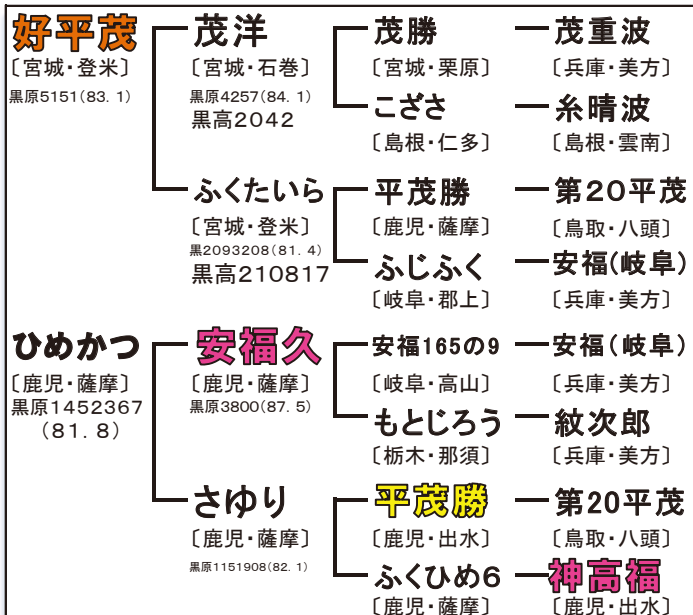 好平茂
〔宮城・登米〕
黒原5151(83. 1)
茂洋
〔宮城・石巻〕
黒原4257(84. 1)
黒高2042
茂勝
〔宮城・栗原〕
茂重波
〔兵庫・美方〕
こざさ
〔島根・仁多〕
糸晴波
〔島根・雲南〕
ふくたいら
〔宮城・登米〕
黒2093208(81. 4)
黒高210817
平茂勝
〔鹿児・薩摩〕
第20平茂
〔鳥取・八頭〕
ふじふく
〔岐阜・郡上〕
安福(岐阜)
〔兵庫・美方〕
ひめかつ
〔鹿児・薩摩〕
黒原1452367
(81. 8)
安福久
〔鹿児・薩摩〕
黒原3800(87. 5)
安福165の9
〔岐阜・高山〕
安福(岐阜)
〔兵庫・美方〕
もとじろう
〔栃木・那須〕
紋次郎
〔兵庫・美方〕
さゆり
〔鹿児・薩摩〕
黒原1151908(82. 1)
平茂勝
〔鹿児・出水〕
第20平茂
〔鳥取・八頭〕
ふくひめ6
〔鹿児・薩摩〕
神高福
〔鹿児・出水〕